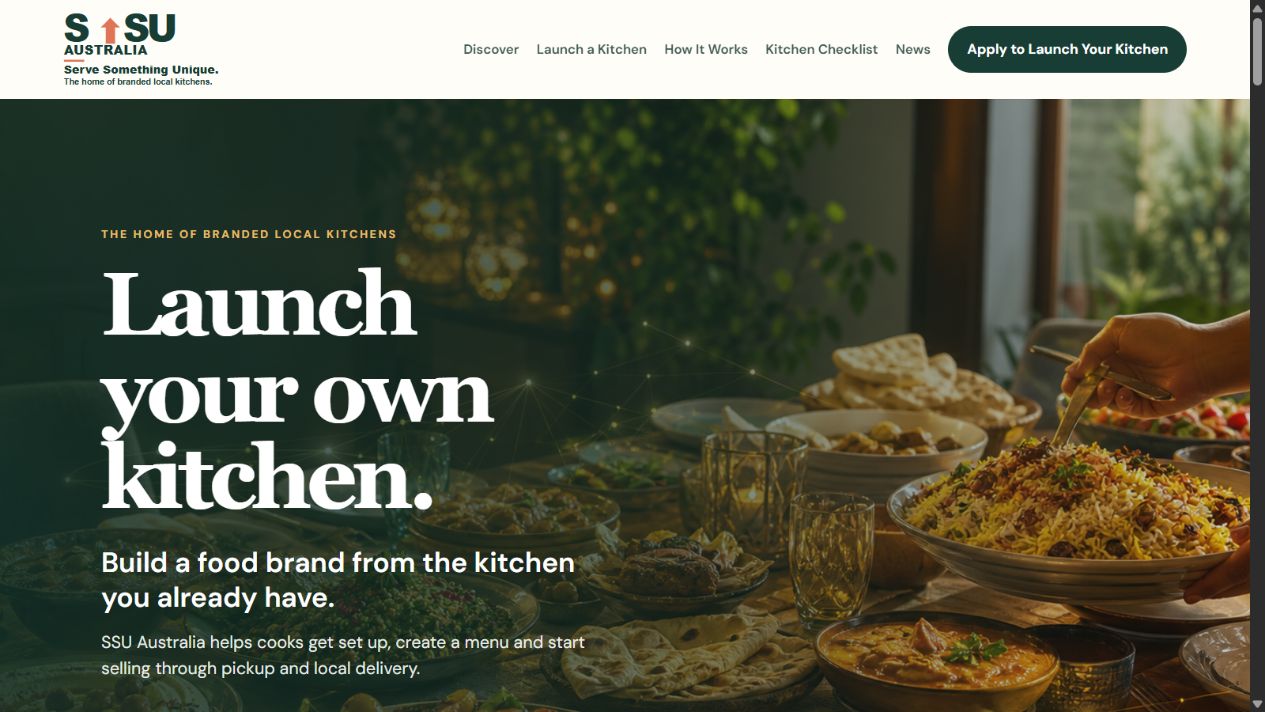 S SU
AUSTRALIA
Serve Something Unique.
The home of branded local kitchens.
Discover
Launch a Kitchen
How It Works
Kitchen Checklist
News
Apply to Launch Your Kitchen
THE HOME OF BRANDED LOCAL KITCHENS
Launch
your own
kitchen.
Build a food brand from the kitchen
you already have.
SSU Australia helps cooks get set up, create a menu and start
selling through pickup and local delivery.